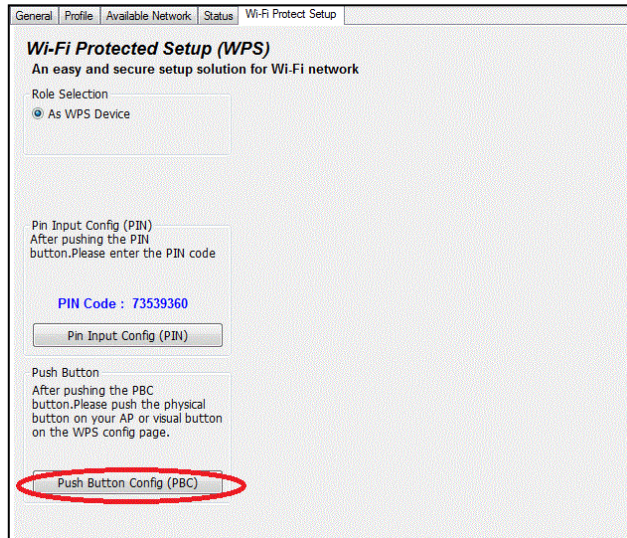 General Profile Available Network Status Wi-Fi Protect Setup
Wi-Fi Protected Setup (WPS)
An easy and secure setup solution for Wi-Fi network
Role Selection
As WPS Device
Pin Input Config (PIN)
After pushing the PIN
button.Please enter the PIN code
PIN Code : 73539360
Pin Input Config (PIN)
Push Button
After pushing the PBC
button.Please push the physical
button on your AP or visual button
on the WPS config page.
Push Button Config (PBC)